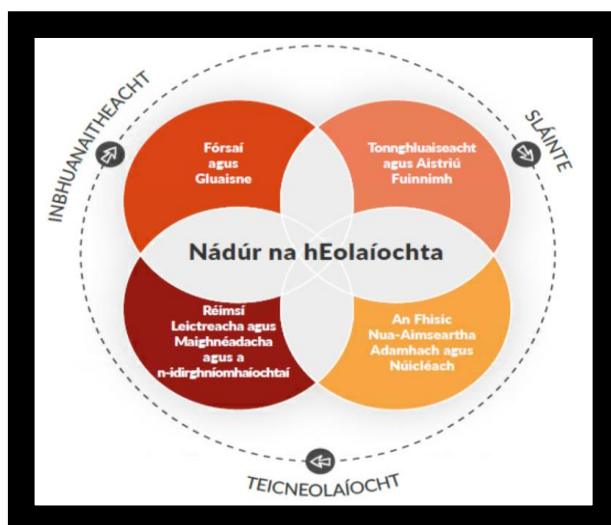 INBHUANAITHEACHT
SLÁINTE
Fórsaí
agus
Gluaisne
Tonnghluaiseacht
agus Aistriú
Fuinnimh
Nádúr na hEolaíochta
Réimsí
Leictreacha agus
Maighnéadacha
agus a
n-idirghníomhaíochtaí
An Fhisic
Nua-Aimseartha
Adamhach agus
Núicléach
TEICNEOLAÍOCHT